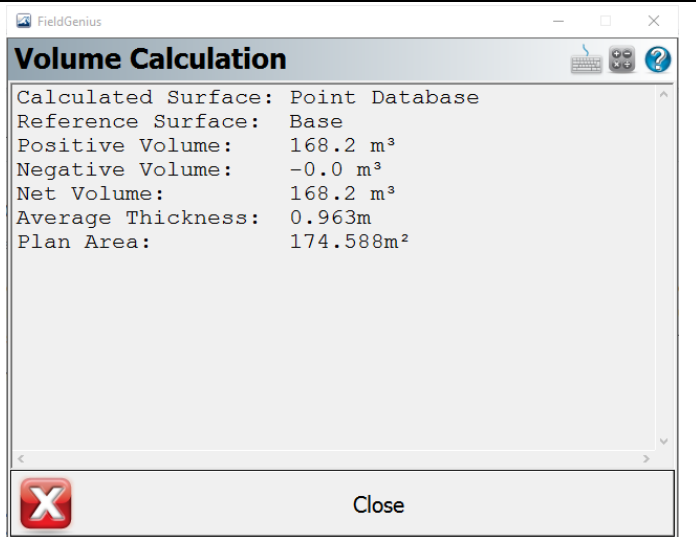 FieldGenius
Volume Calculation
Calculated Surface: Point Database
Reference Surface: Base
Positive Volume: 168.2 m³
Negative Volume: -0.0 m³
Net Volume: 168.2 m³
Average Thickness: 0.963m
Plan Area: 174.588m²
Close